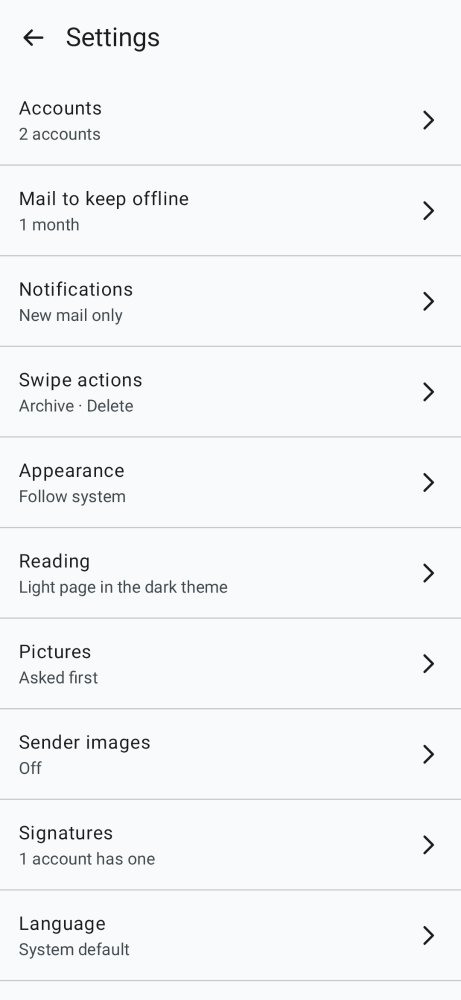 Settings
Accounts
2 accounts
Mail to keep offline
1 month
Notifications
New mail only
Swipe actions
Archive · Delete
Appearance
Follow system
Reading
Light page in the dark theme
Pictures
Asked first
Sender images
Off
Signatures
1 account has one
Language
System default